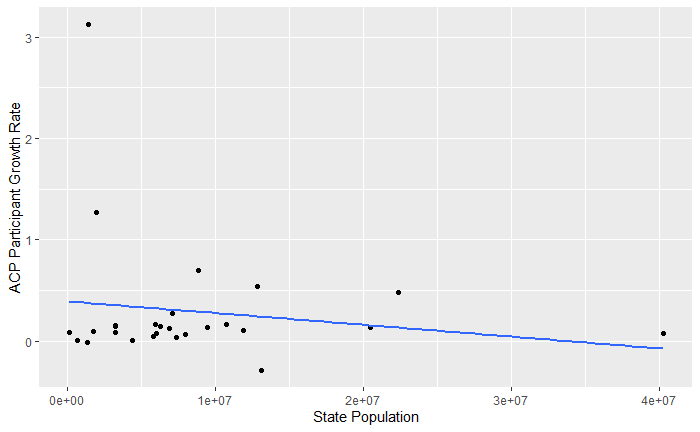 3
2
1
0
ACP Participant Growth Rate
0e+00 1e+07 2e+07 3e+07 4e+07
State Population